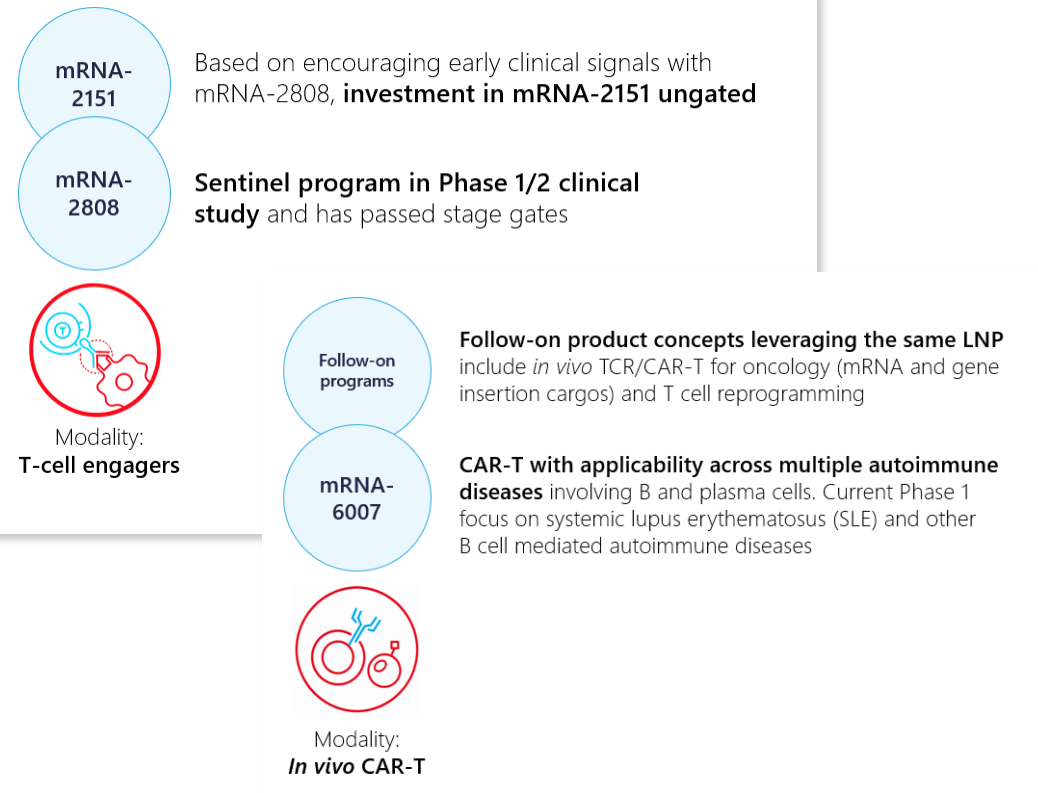 mRNA-
2151
Based on encouraging early clinical signals with
mRNA-2808, investment in mRNA-2151 ungated
mRNA-
2808
Sentinel program in Phase 1/2 clinical
study and has passed stage gates
T
Modality:
T-cell engagers
Follow-on
programs
Follow-on product concepts leveraging the same LNP
include in vivo TCR/CAR-T for oncology (mRNA and gene
insertion cargos) and T cell reprogramming
mRNA-
6007
CAR-T with applicability across multiple autoimmune
diseases involving B and plasma cells. Current Phase 1
focus on systemic lupus erythematosus (SLE) and other
B cell mediated autoimmune diseases
Modality:
In vivo CAR-T